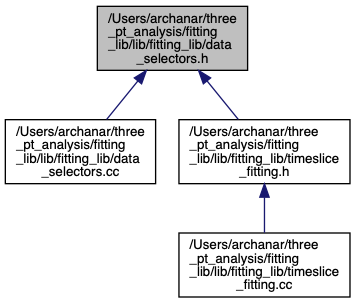 /Users/archanar/three
_pt_analysis/fitting
_lib/lib/fitting_lib/data
_selectors.h
/Users/archanar/three
_pt_analysis/fitting
_lib/lib/fitting_lib/data
_selectors.cc
/Users/archanar/three
_pt_analysis/fitting
_lib/lib/fitting_lib/timeslice
_fitting.h
/Users/archanar/three
_pt_analysis/fitting
_lib/lib/fitting_lib/timeslice
_fitting.cc